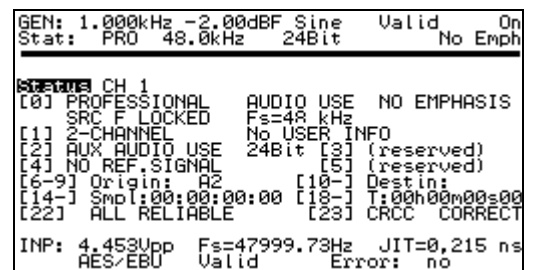 GEN: 1.000kHz -2.00dBF Sine Valid On
Stat: PRO 48.0kHz 24Bit No Emph
Status CH 1
[0] PROFESSIONAL AUDIO USE NO EMPHASIS
SRC F LOCKED Fs=48 kHz
[1] 2-CHANNEL No USER INFO
[2] AUX AUDIO USE 24Bit [3] (reserved)
[4] NO REF.SIGNAL [5] (reserved)
[6-9] Origin: A2 [10-] Destin:
[14-] Smpl:00:00:00:00 [18-] T:00h00m00s00
[22] ALL RELIABLE [23] CRCC CORRECT
INP: 4.453Vpp Fs=47999.73Hz JIT=0,215 ns
AES/EBU Valid Error: no